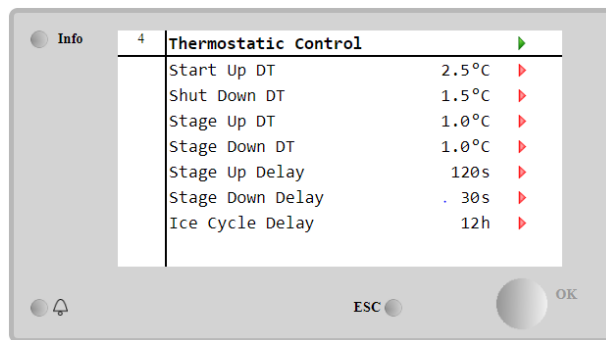 Info
4 Thermostatic Control
Start Up DT 2.5°C
Shut Down DT 1.5°C
Stage Up DT 1.0°C
Stage Down DT 1.0°C
Stage Up Delay 120s
Stage Down Delay . 30s
Ice Cycle Delay 12h
ESC OK